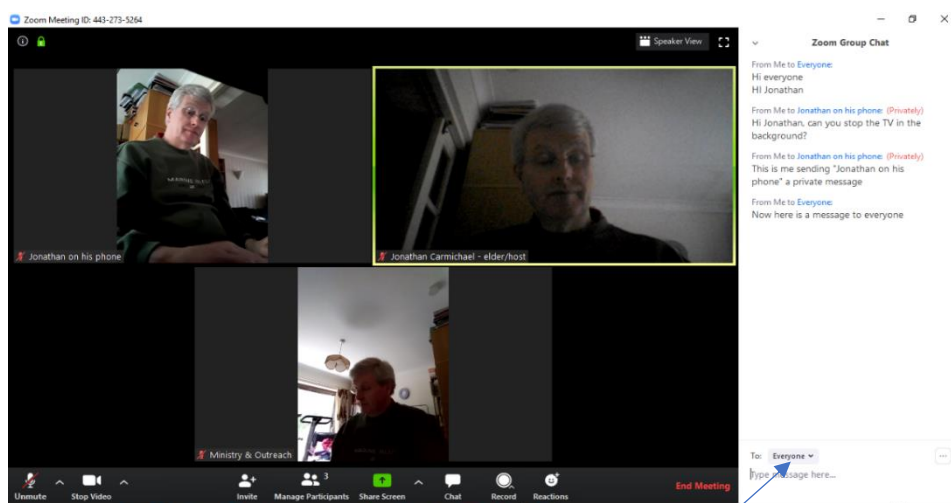 Zoom Meeting ID: 443-273-5264
Speaker View
Jonathan on his phone
Jonathan Carmichael - elder/host
Ministry & Outreach
Unmute
Stop Video
Invite
3
Manage Participants
Share Screen
Chat
Record
Reactions
End Meeting
Zoom Group Chat
From Me to Everyone:
Hi everyone
HI Jonathan
From Me to Jonathan on his phone: (Privately)
Hi Jonathan, can you stop the TV in the
background?
From Me to Jonathan on his phone: (Privately)
This is me sending "Jonathan on his
phone" a private message
From Me to Everyone:
Now here is a message to everyone
To: Everyone
Type message here...